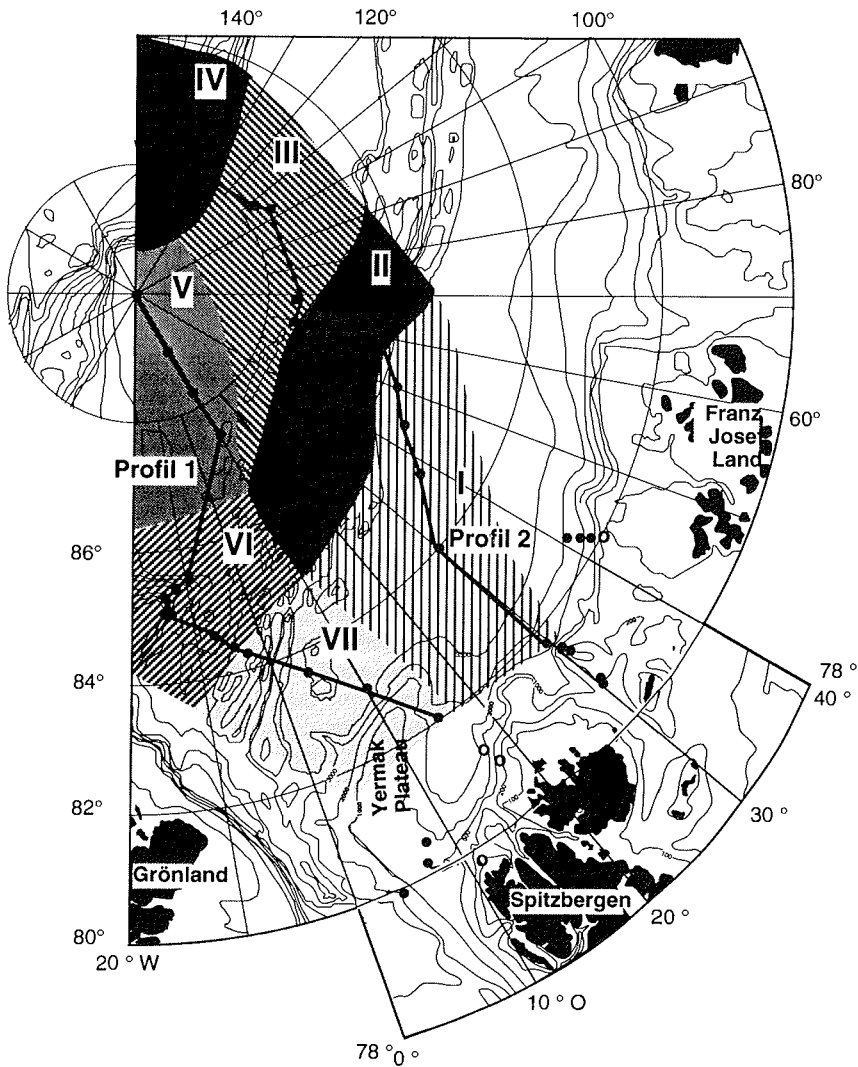 140°
120°
100°
IV
III
80°
II
V
60°
Franz
Josef
Land
Profil 1
I
Profil 2
86°
VI
VII
84°
78°
40°
Yermak
Plateau
82°
30°
Grönland
Spitzbergen
20°
80°
20° W
10° O
78°
0°